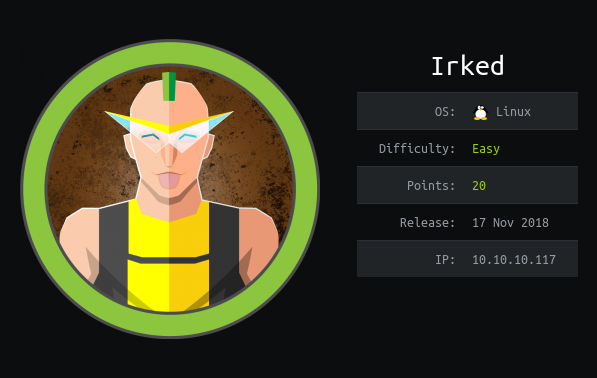 Irked
OS: Linux
Difficulty: Easy
Points: 20
Release: 17 Nov 2018
IP: 10.10.10.117